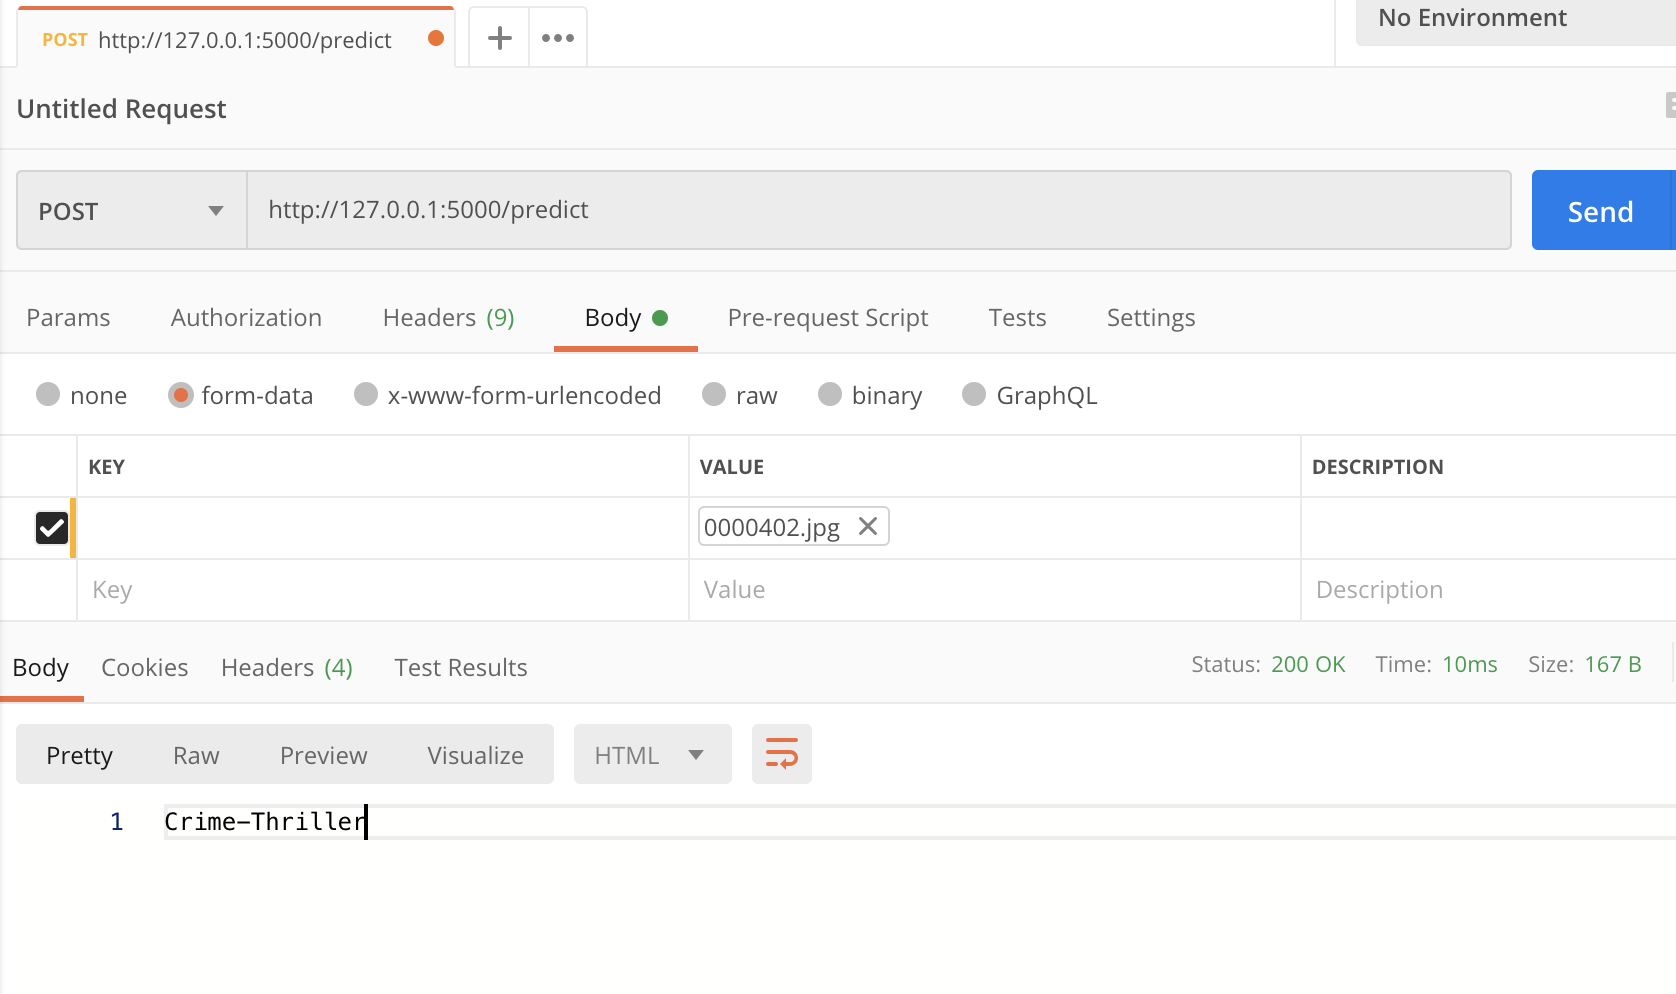 POST http://127.0.0.1:5000/predict
No Environment
Untitled Request
POST http://127.0.0.1:5000/predict Send
Params Authorization Headers (9) Body Pre-request Script Tests Settings
none form-data x-www-form-urlencoded raw binary GraphQL
KEY VALUE DESCRIPTION
0000402.jpg
Key Value Description
Body Cookies Headers (4) Test Results Status: 200 OK Time: 10ms Size: 167 B
Pretty Raw Preview Visualize HTML
1 Crime-Thriller